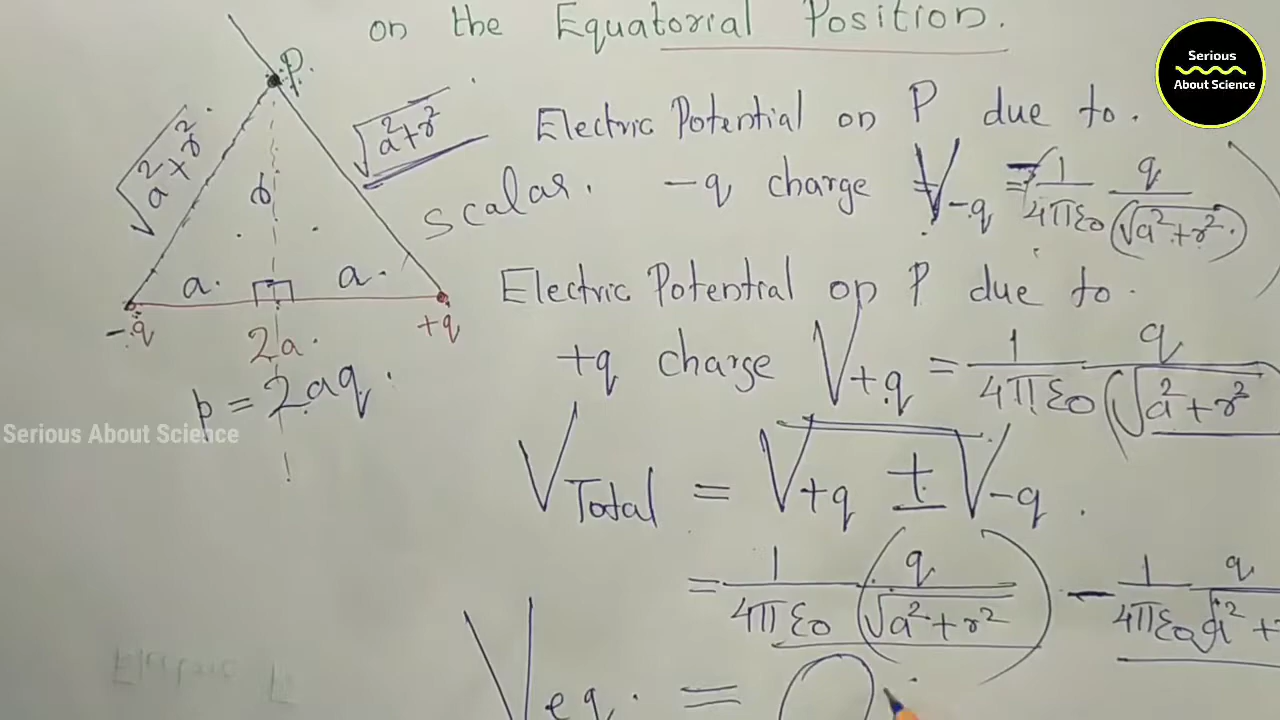 on the Equatorial Position.
Serious
About Science
P.
√a²+r²
√a²+r²
r
a.
a.
-q
+q
2a.
p = 2aq.
Serious About Science
Electric Potential on P due to.
scalar. -q charge V-q = -1/4πε0 q/(√a²+r²)
Electric Potential on P due to.
+q charge V+q = 1/4πε0 q/(√a²+r²
V Total = V+q + V-q.
= 1/4πε0 (q/√a²+r²) - 1/4πε0 q/√a²+
Veq. =